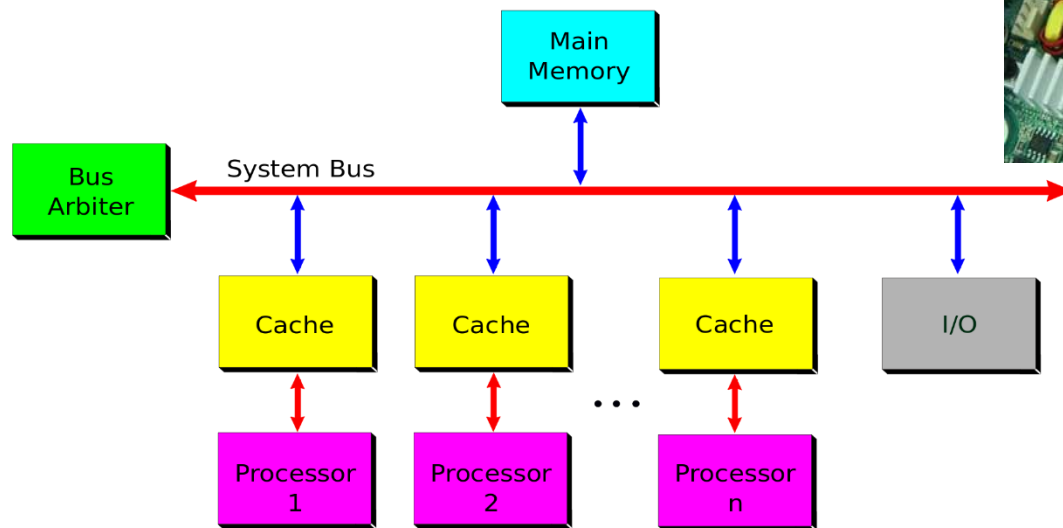 Main
Memory
System Bus
Bus
Arbiter
Cache
Cache
Cache
I/O
...
Processor
1
Processor
2
Processor
n